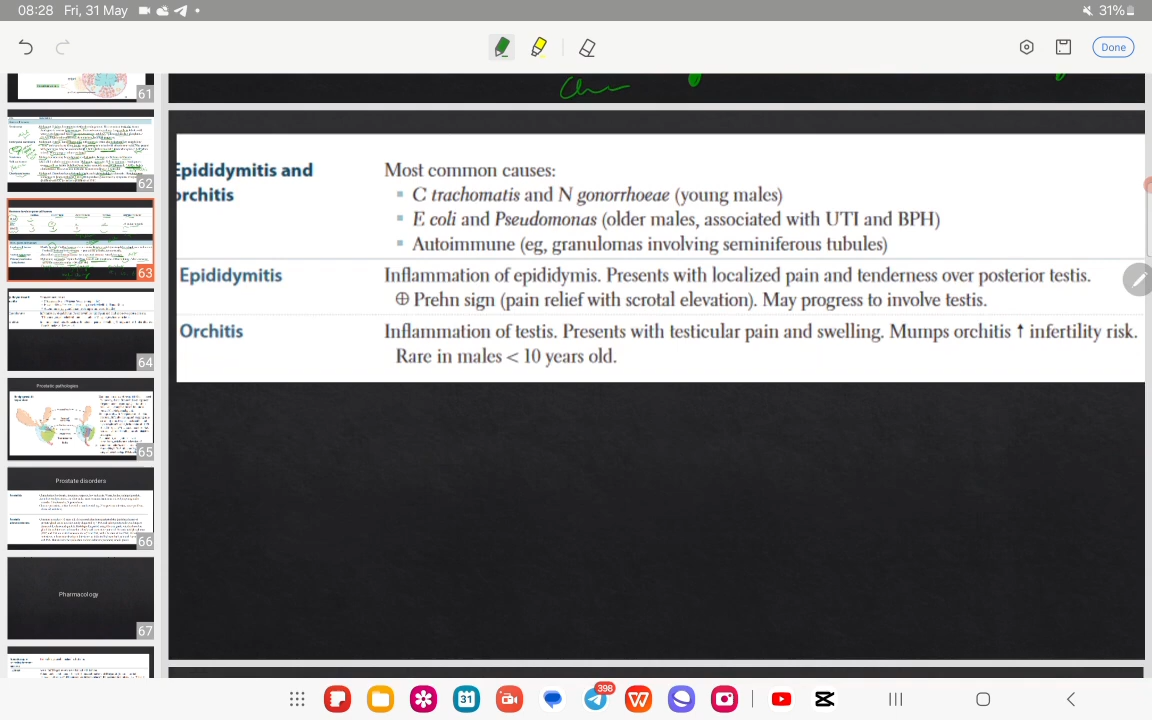 08:28 Fri, 31 May
31%
Done
61
62
63
64
Prostatic pathologies
65
Prostate disorders
66
Pharmacology
67
Epididymitis and
orchitis
Most common causes:
C trachomatis and N gonorrhoeae (young males)
E coli and Pseudomonas (older males, associated with UTI and BPH)
Autoimmune (eg, granulomas involving seminiferous tubules)
Epididymitis
Inflammation of epididymis. Presents with localized pain and tenderness over posterior testis.
⊕ Prehn sign (pain relief with scrotal elevation). May progress to involve testis.
Orchitis
Inflammation of testis. Presents with testicular pain and swelling. Mumps orchitis ↑ infertility risk.
Rare in males < 10 years old.
31
398